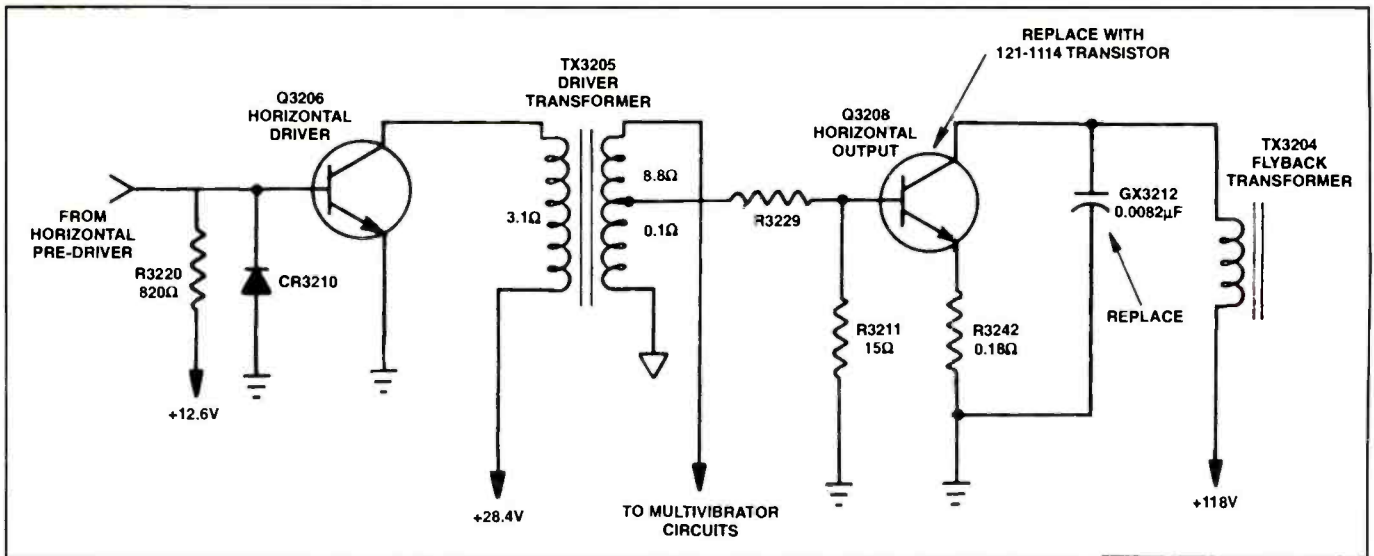 REPLACE WITH
121-1114 TRANSISTOR
TX3205
DRIVER
TRANSFORMER
Q3206
HORIZONTAL
DRIVER
Q3208
HORIZONTAL
OUTPUT
TX3204
FLYBACK
TRANSFORMER
8.8Ω
GX3212
0.0082µF
FROM
HORIZONTAL
PRE-DRIVER
3.1Ω
R3229
0.1Ω
R3220
820Ω
CR3210
REPLACE
R3211
15Ω
R3242
0.18Ω
+12.6V
+28.4V
TO MULTIVIBRATOR
CIRCUITS
+118V